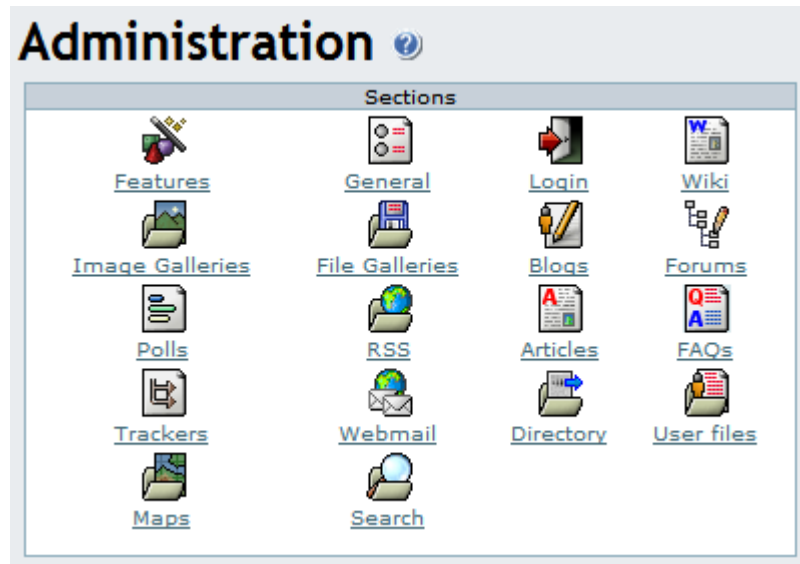 Administration
Sections
Features General Login Wiki
Image Galleries File Galleries Blogs Forums
Polls RSS Articles FAQs
Trackers Webmail Directory User files
Maps Search